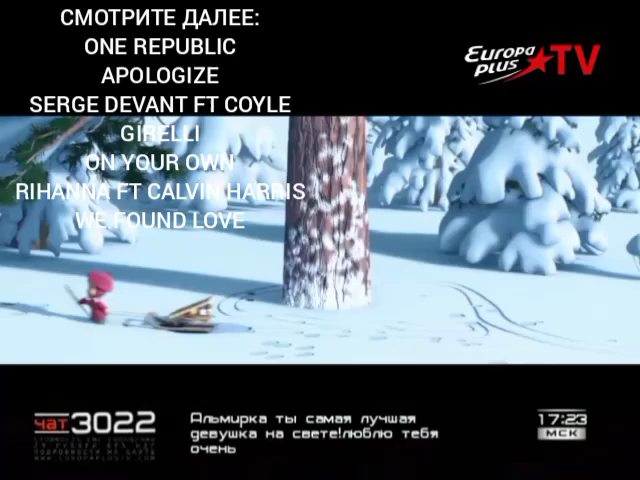 СМОТРИТЕ ДАЛЕЕ:
ONE REPUBLIC
APOLOGIZE
SERGE DEVANT FT COYLE
GIRELLI
ON YOUR OWN
RIHANNA FT CALVIN HARRIS
WE FOUND LOVE
Europa
plus TV
чат 3022
Альмирка ты самая лучшая
девушка на свете!люблю тебя
очень
17:23
МСК